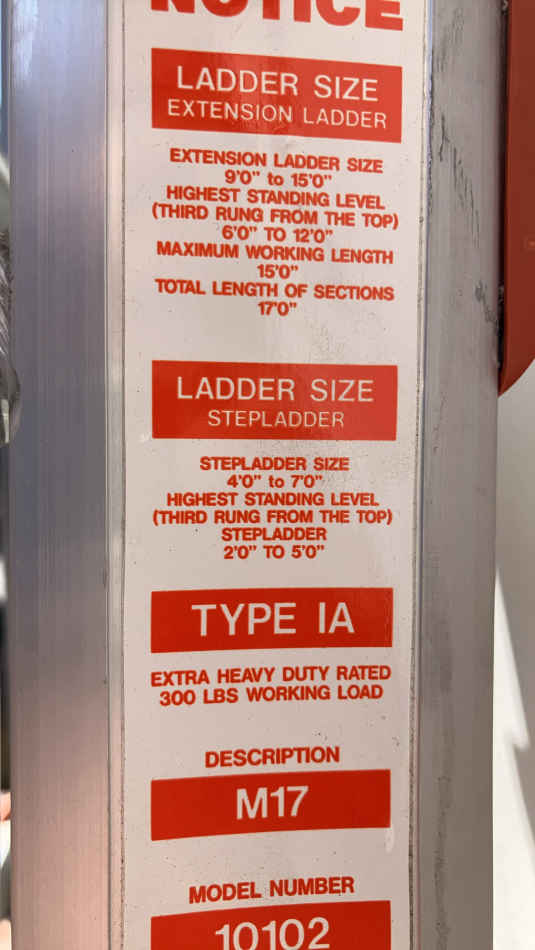 NOTICE
LADDER SIZE
EXTENSION LADDER
EXTENSION LADDER SIZE
9'0" to 15'0"
HIGHEST STANDING LEVEL
(THIRD RUNG FROM THE TOP)
6'0" TO 12'0"
MAXIMUM WORKING LENGTH
15'0"
TOTAL LENGTH OF SECTIONS
17'0"
LADDER SIZE
STEPLADDER
STEPLADDER SIZE
4'0" to 7'0"
HIGHEST STANDING LEVEL
(THIRD RUNG FROM THE TOP)
STEPLADDER
2'0" TO 5'0"
TYPE IA
EXTRA HEAVY DUTY RATED
300 LBS WORKING LOAD
DESCRIPTION
M17
MODEL NUMBER
10102